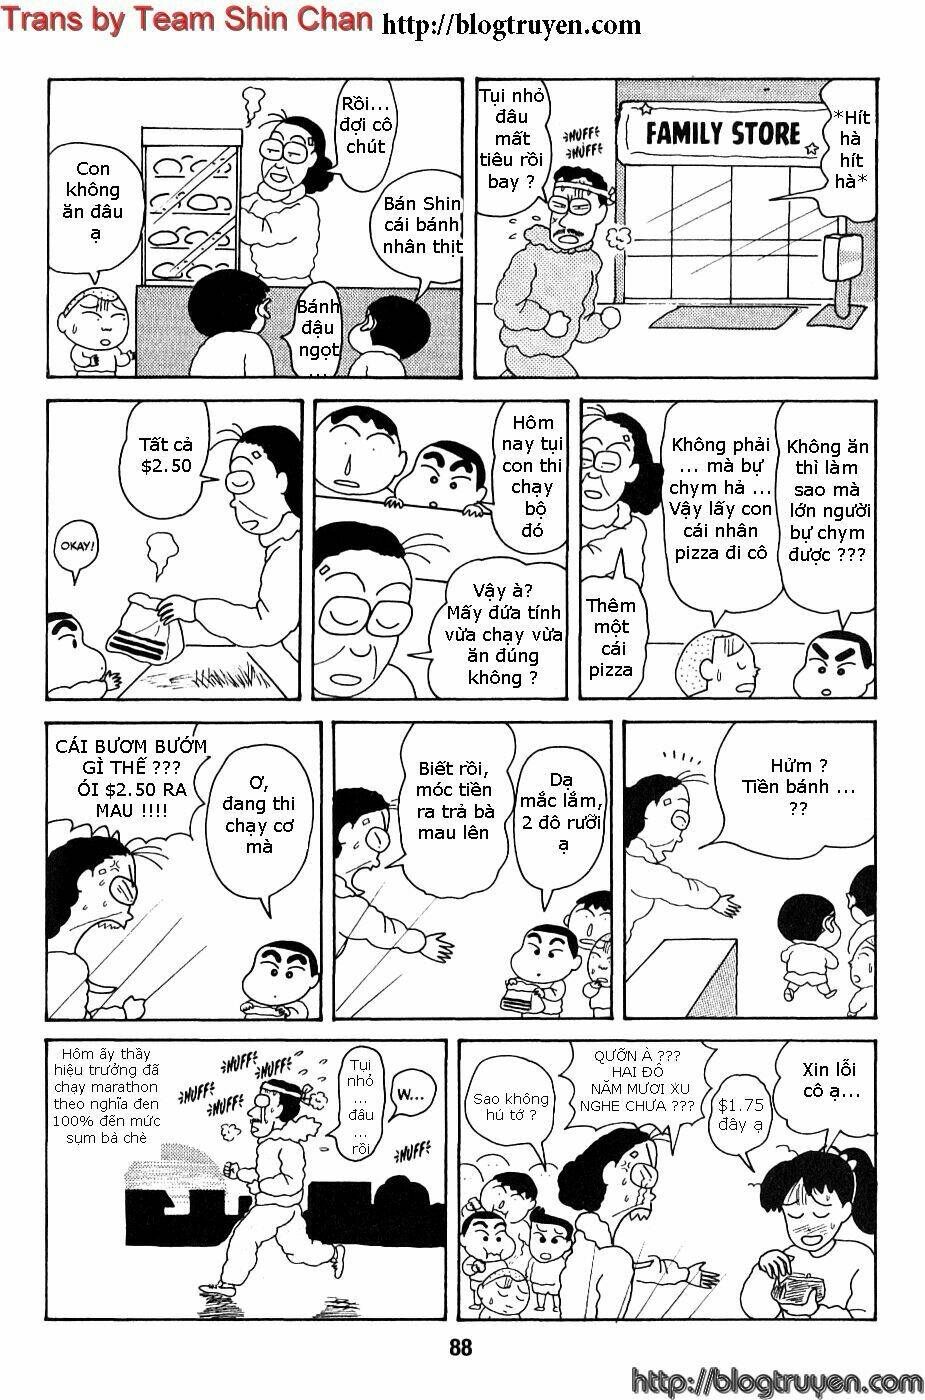 Trans by Team Shin Chan http://blogtruyen.com
Tụi nhỏ
đâu
mất
tiêu rồi
bay ?
HUFF!
HUFF!
FAMILY STORE
*Hít
hà
hít
hà*
Rồi...
đợi cô
chút
Con
không
ăn đâu
ạ
Bán Shin
cái bánh
nhân thịt
Bánh
đậu
ngọt
...
Không ăn
thì làm
sao mà
lớn người
bự chym
được ???
Không phải
... mà bự
chym hả ...
Vậy lấy con
cái nhân
pizza đi cô
Thêm
một
cái
pizza
Hôm
nay tụi
con thi
chạy
bộ
đó
Vậy à?
Mấy đứa tính
vừa chạy vừa
ăn đúng
không ?
Tất cả
$2.50
OKAY!
Hửm ?
Tiền bánh ...
??
Dạ
mắc lắm,
2 đô rưỡi
ạ
Biết rồi,
móc tiền
ra trả bà
mau lên
Ơ,
đang thi
chạy cơ
mà
CÁI BƯƠM BƯỚM
GÌ THẾ ???
ÓI $2.50 RA
MAU !!!!
Xin lỗi
cô ạ...
$1.75
đây ạ
QƯỠN À ???
HAI ĐÔ
NĂM MƯƠI XU
NGHE CHƯA ???
Sao không
hú tớ ?
W...
Tụi
nhỏ
...
đâu
...
rồi
HUFF!
HUFF!
HUFF!
HUFF!
HUFF!
Hôm ấy thầy
hiệu trưởng đã
chạy marathon
theo nghĩa đen
100% đến mức
sụm bà chè
88
http://blogtruyen.com